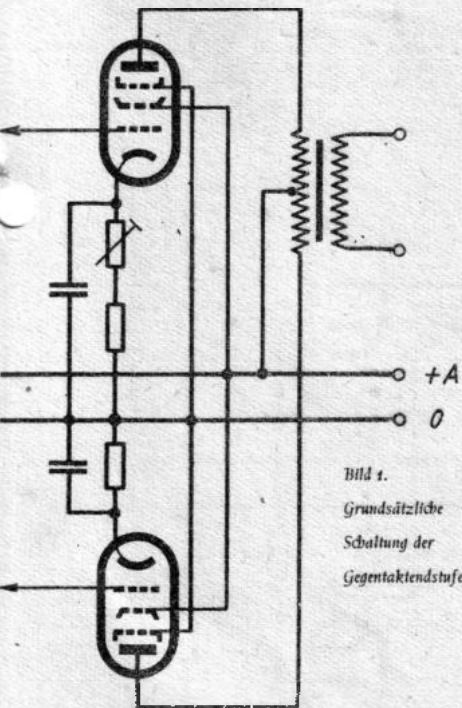 +A
0
Bild 1.
Grundsätzliche
Schaltung der
Gegentaktendstufe